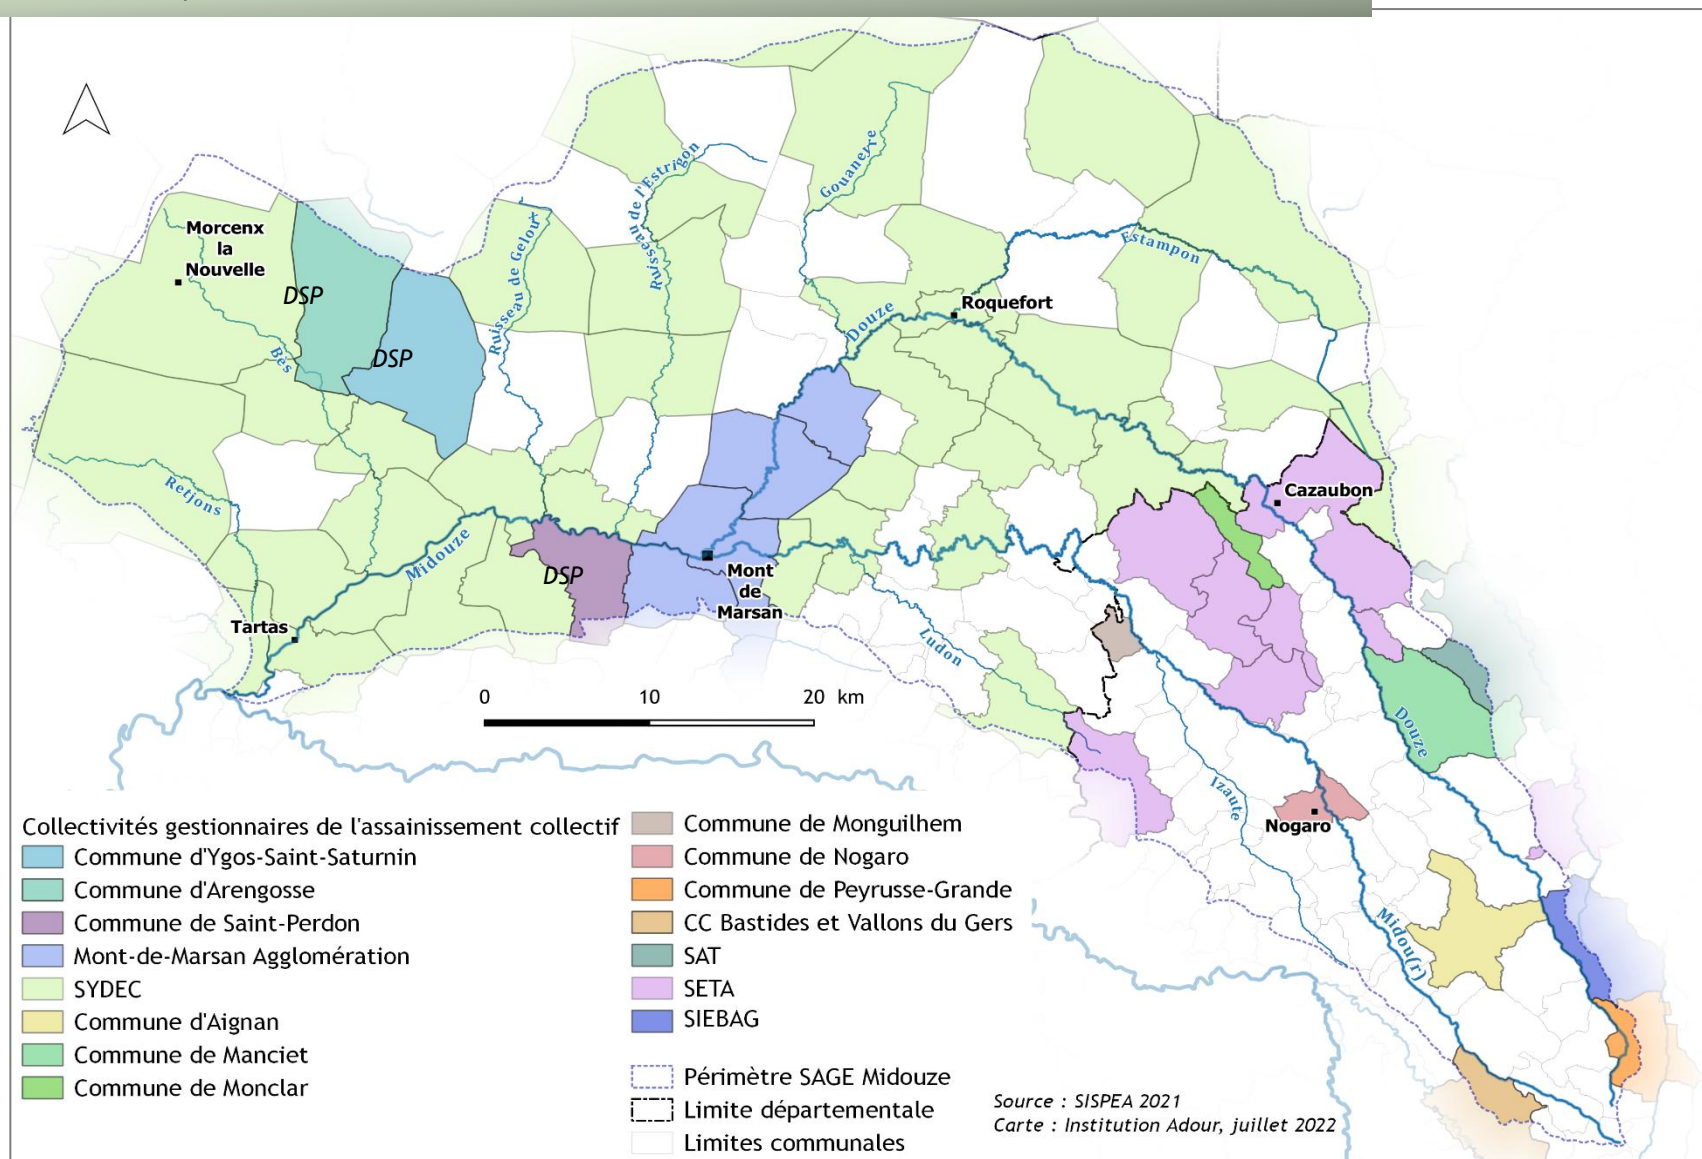 Gouaneyre
Ruisseau de l'Estrigon
Morcenx
la
Nouvelle
Ruisseau de Gelour
Estampon
DSP
Roquefort
Douze
DSP
Bès
Retjons
Cazaubon
Midouze
DSP
Mont
de
Marsan
Tartas
Ludon
0 10 20 km
Douze
Izaute
Nogaro
Midou(r)
Collectivités gestionnaires de l'assainissement collectif
Commune d'Ygos-Saint-Saturnin
Commune d'Arengosse
Commune de Saint-Perdon
Mont-de-Marsan Agglomération
SYDEC
Commune d'Aignan
Commune de Manciet
Commune de Monclar
Commune de Monguilhem
Commune de Nogaro
Commune de Peyrusse-Grande
CC Bastides et Vallons du Gers
SAT
SETA
SIEBAG
Périmètre SAGE Midouze
Limite départementale
Limites communales
Source : SISPEA 2021
Carte : Institution Adour, juillet 2022